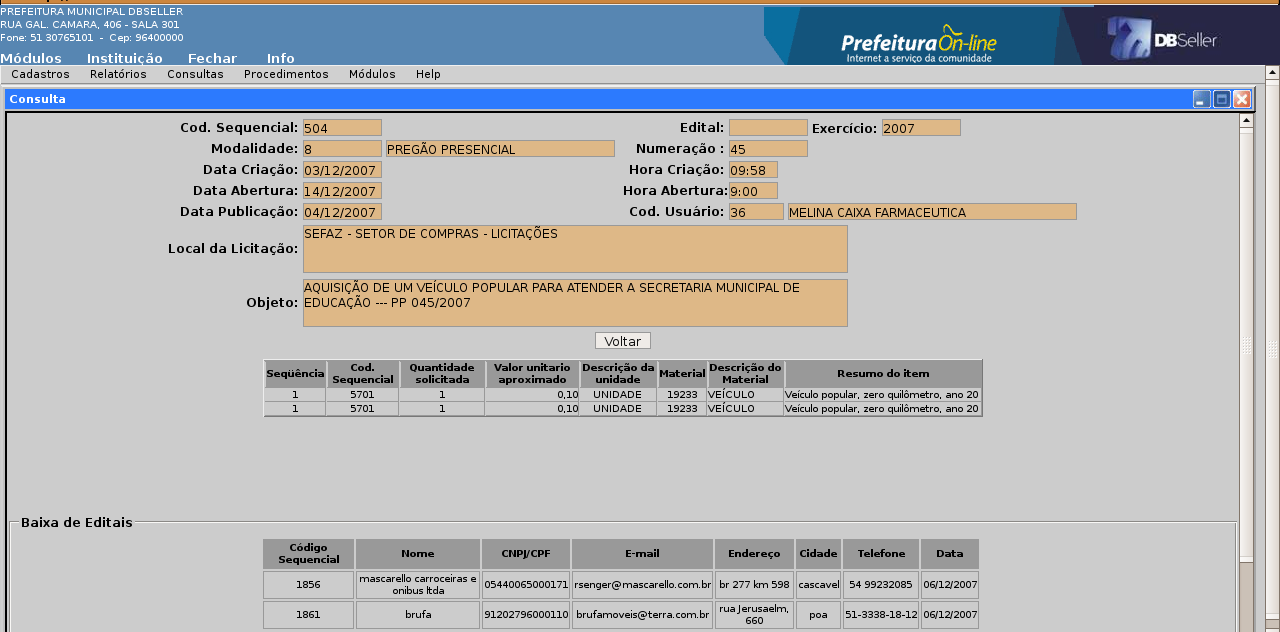 PREFEITURA MUNICIPAL DBSELLER
RUA GAL. CAMARA, 406 - SALA 301
Fone: 51 30765101 - Cep: 96400000
Módulos Instituição Fechar Info
PrefeituraOn-line
Internet a serviço da comunidade
DBSeller
Cadastros Relatórios Consultas Procedimentos Módulos Help
Consulta
Cod. Sequencial: 504 Edital: Exercício: 2007
Modalidade: 8 PREGÃO PRESENCIAL Numeração : 45
Data Criação: 03/12/2007 Hora Criação: 09:58
Data Abertura: 14/12/2007 Hora Abertura: 9:00
Data Publicação: 04/12/2007 Cod. Usuário: 36 MELINA CAIXA FARMACEUTICA
Local da Licitação: SEFAZ - SETOR DE COMPRAS - LICITAÇÕES
Objeto: AQUISIÇÃO DE UM VEÍCULO POPULAR PARA ATENDER A SECRETARIA MUNICIPAL DE
EDUCAÇÃO --- PP 045/2007
Voltar
Seqüência Cod. Sequencial Quantidade solicitada Valor unitario aproximado Descrição da unidade Material Descrição do Material Resumo do item
1 5701 1 0,10 UNIDADE 19233 VEÍCULO Veículo popular, zero quilômetro, ano 20
1 5701 1 0,10 UNIDADE 19233 VEÍCULO Veículo popular, zero quilômetro, ano 20
Baixa de Editais
Código Sequencial Nome CNPJ/CPF E-mail Endereço Cidade Telefone Data
1856 mascarello carroceiras e onibus ltda 05440065000171 rsenger@mascarello.com.br br 277 km 598 cascavel 54 99232085 06/12/2007
1861 brufa 91202796000110 brufamoveis@terra.com.br rua Jerusaelm, 660 poa 51-3338-18-12 06/12/2007